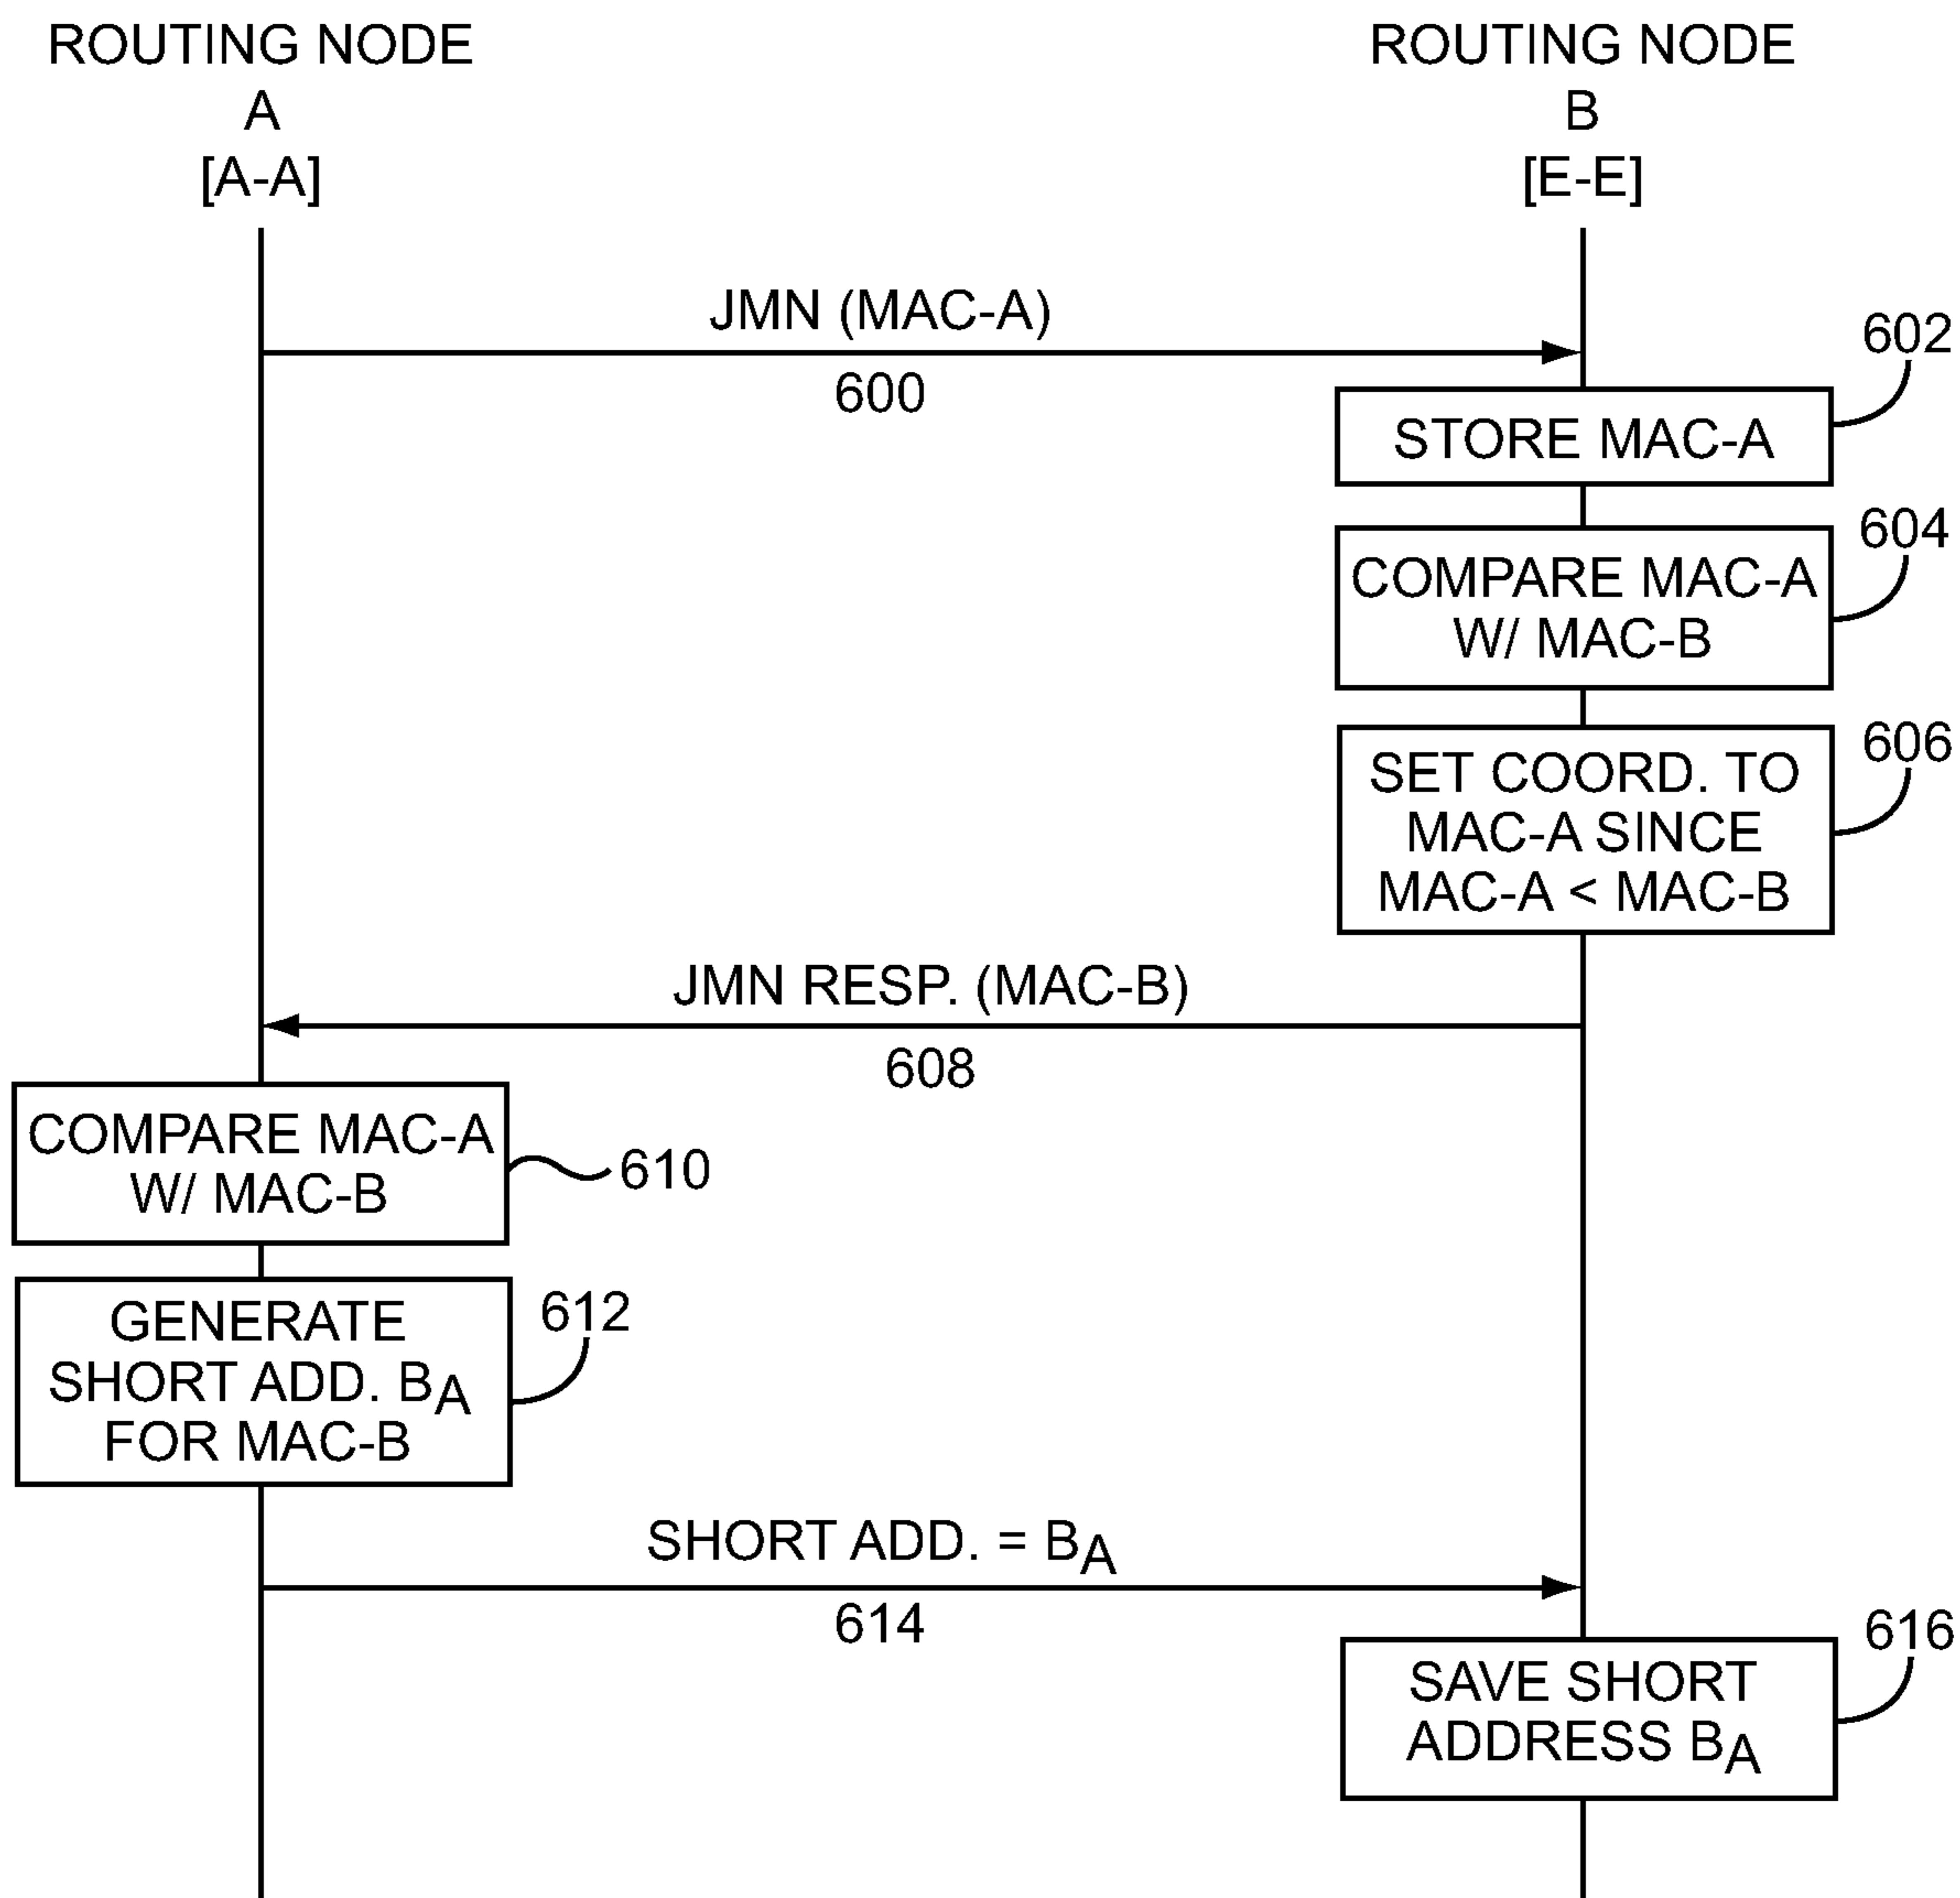 ROUTING NODE
A
[A-A]
ROUTING NODE
B
[E-E]
JMN (MAC-A)
600
602
STORE MAC-A
604
COMPARE MAC-A
W/ MAC-B
606
SET COORD. TO
MAC-A SINCE
MAC-A < MAC-B
JMN RESP. (MAC-B)
608
COMPARE MAC-A
W/ MAC-B
610
GENERATE
SHORT ADD. BA
FOR MAC-B
612
SHORT ADD. = BA
614
616
SAVE SHORT
ADDRESS BA